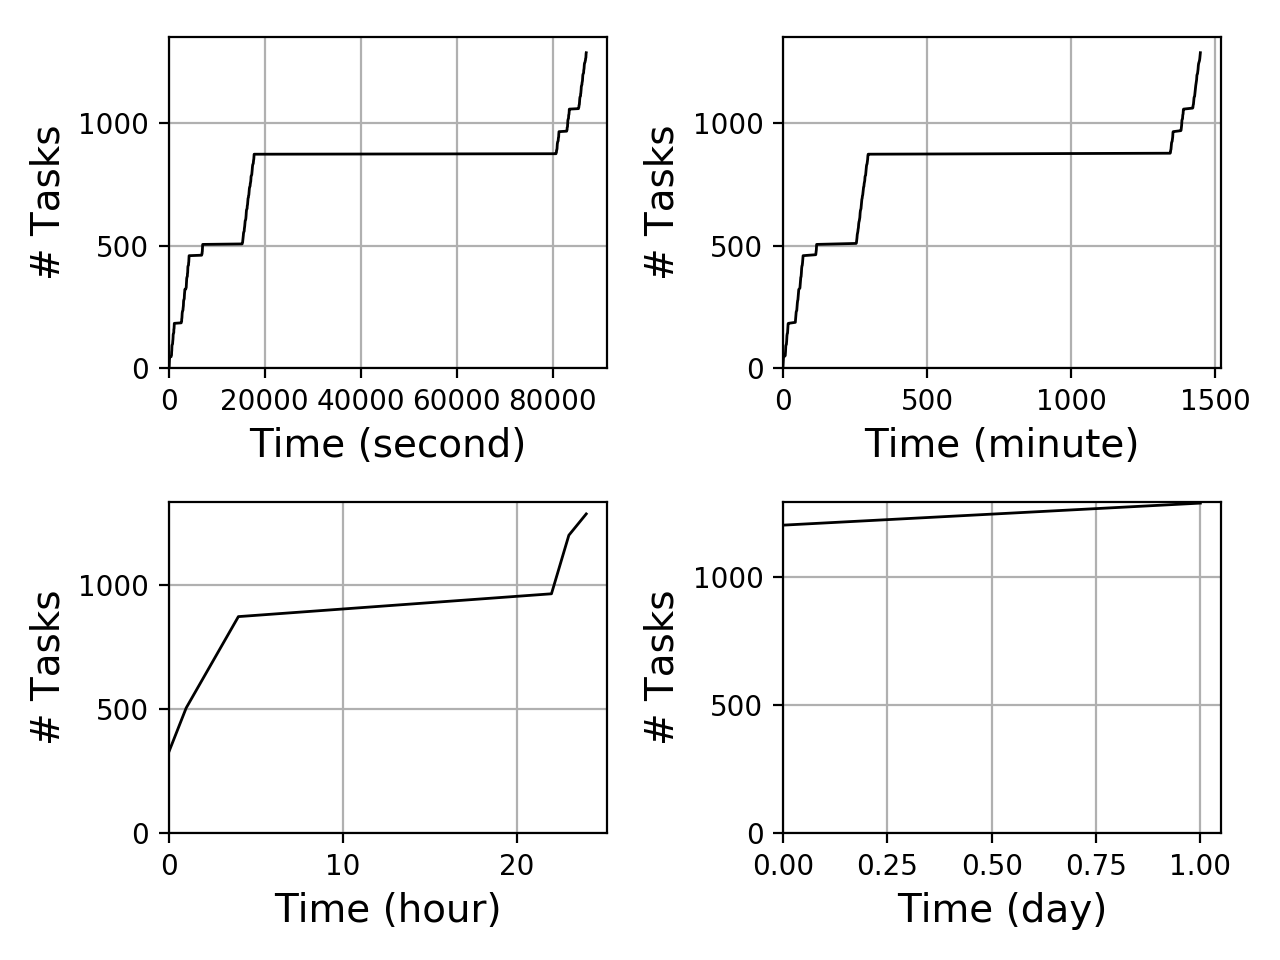 # Tasks
1000
500
0
0 20000 40000 60000 80000
Time (second)
# Tasks
1000
500
0
0 500 1000 1500
Time (minute)
# Tasks
1000
500
0
0 10 20
Time (hour)
# Tasks
1000
500
0
0.00 0.25 0.50 0.75 1.00
Time (day)